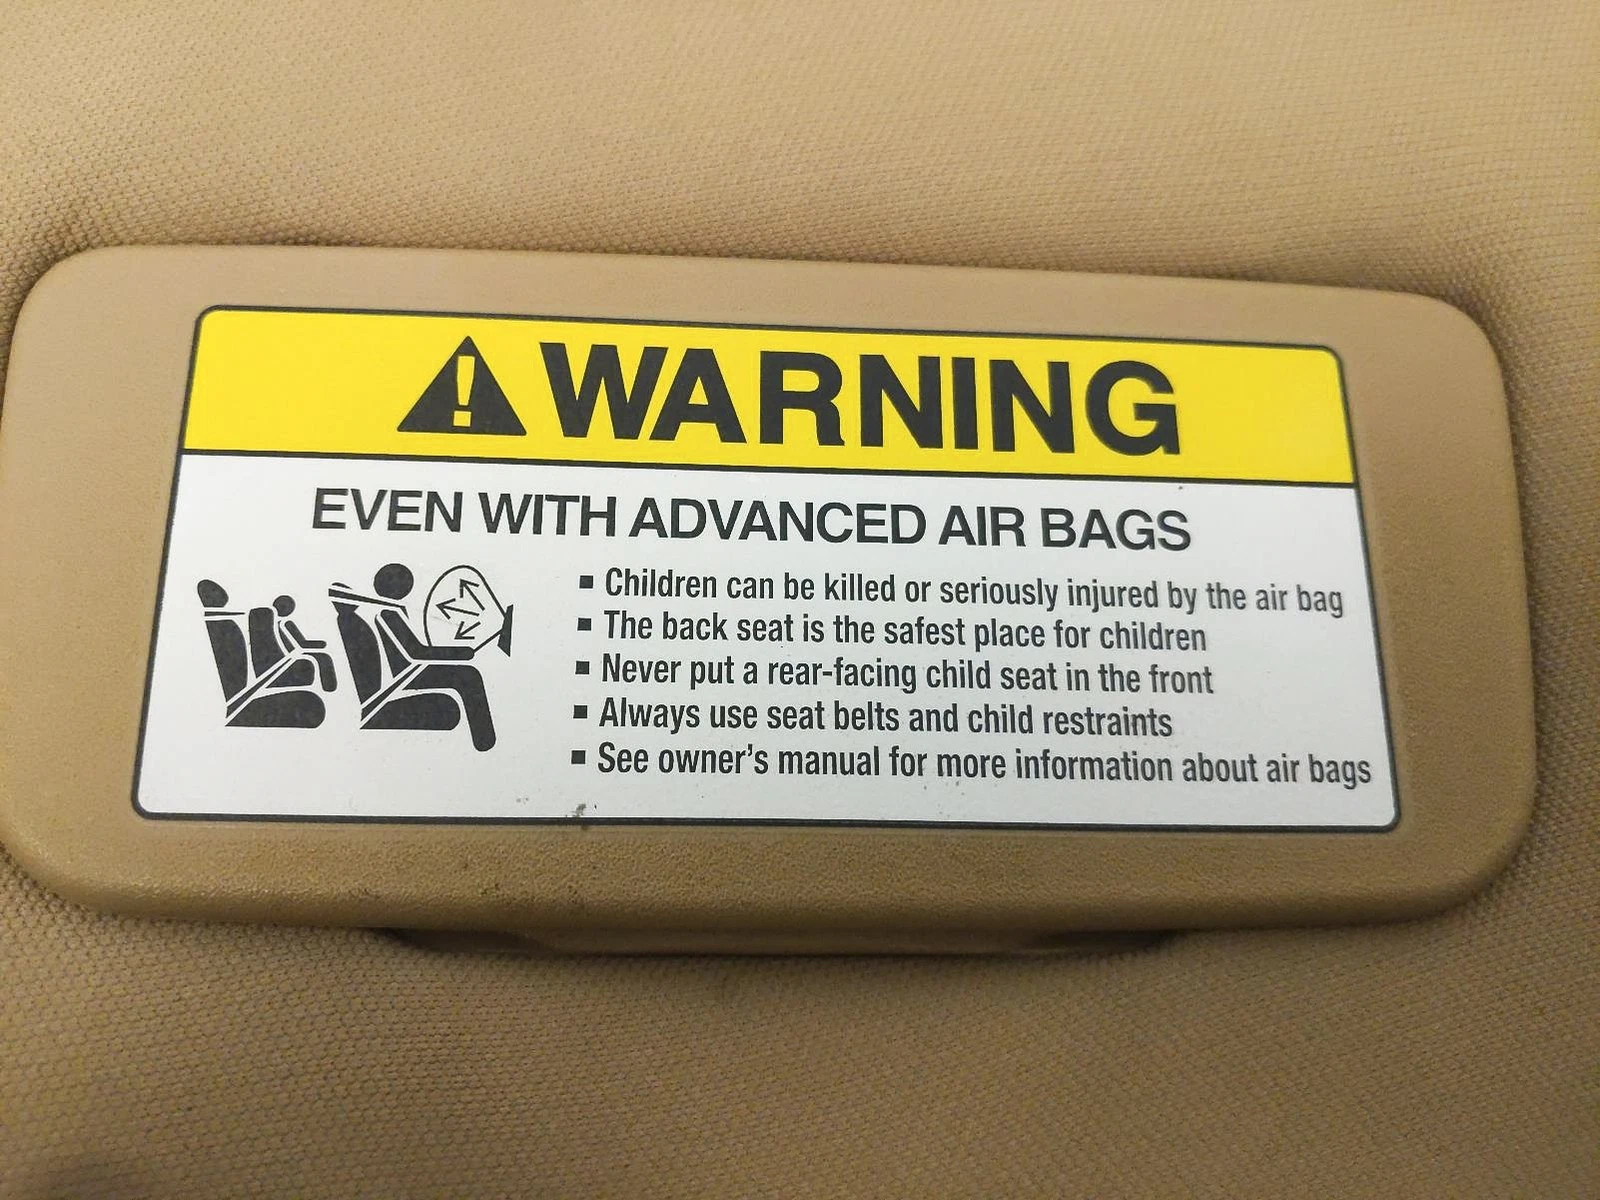 WARNING
EVEN WITH ADVANCED AIR BAGS
▪ Children can be killed or seriously injured by the air bag
▪ The back seat is the safest place for children
▪ Never put a rear-facing child seat in the front
▪ Always use seat belts and child restraints
▪ See owner's manual for more information about air bags